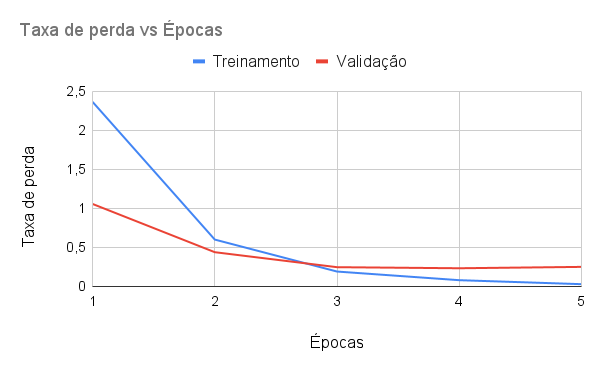 Taxa de perda vs Épocas
Treinamento
Validação
Taxa de perda
2,5
2
1,5
1
0,5
0
1
2
3
4
5
Épocas